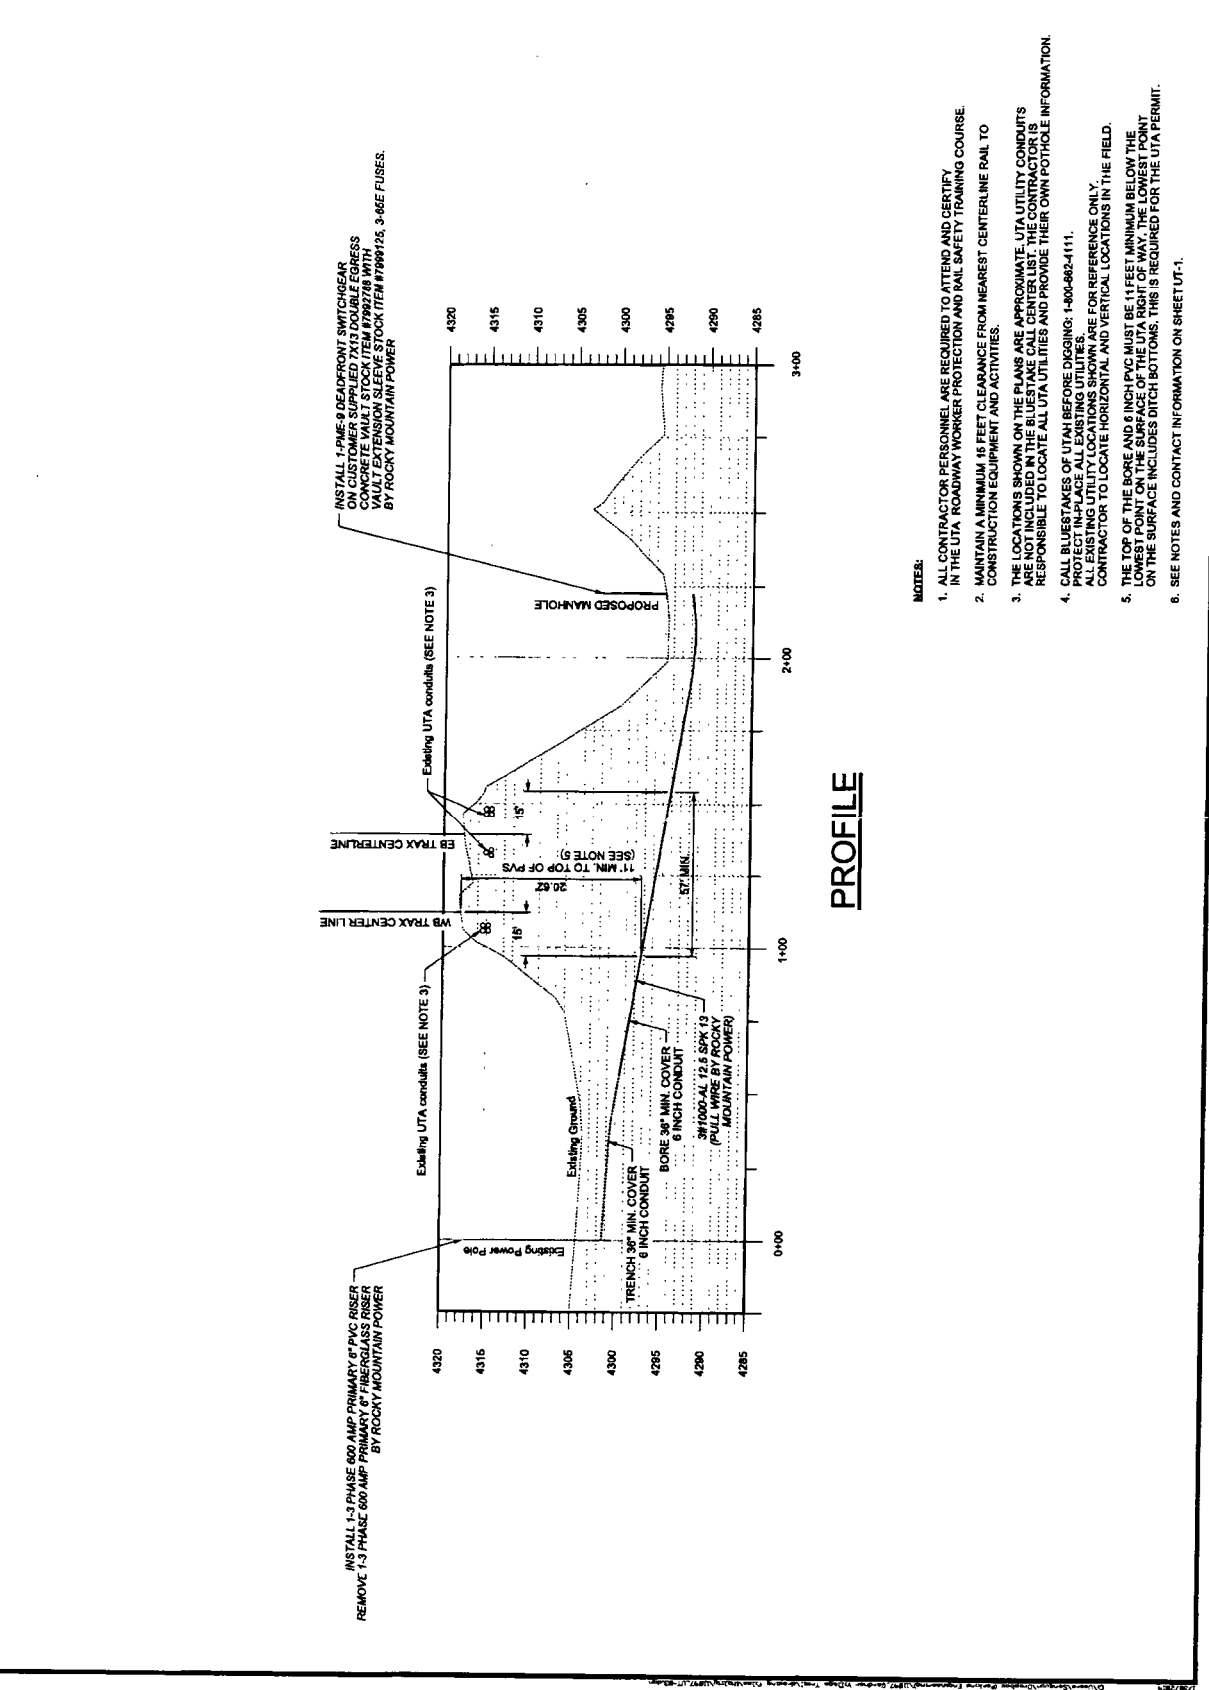 INSTALL 1-3 PHASE 600 AMP PRIMARY 6" PVC RISER
REMOVE 1-3 PHASE 600 AMP PRIMARY 6" FIBERGLASS RISER
BY ROCKY MOUNTAIN POWER
INSTALL 1-PME-9 DEADFRONT SWITCHGEAR
ON CUSTOMER SUPPLIED 7X13 DOUBLE EGRESS
CONCRETE VAULT STOCK ITEM #7992788 WITH
VAULT EXTENSION SLEEVE STOCK ITEM #7999125, 3-65E FUSES.
BY ROCKY MOUNTAIN POWER
WB TRAX CENTER LINE
EB TRAX CENTERLINE
Existing UTA conduits (SEE NOTE 3)
Existing UTA conduits (SEE NOTE 3)
4320
4315
4310
4305
4300
4295
4290
4285
4320
4315
4310
4305
4300
4295
4290
4285
Existing Power Pole
Existing Ground
15'
15'
20.62'
11' MIN. TO TOP OF PVS
(SEE NOTE 5)
57' MIN.
PROPOSED MANHOLE
TRENCH 36" MIN. COVER
6 INCH CONDUIT
BORE 36" MIN. COVER
6 INCH CONDUIT
3#1000-AL 12.5 SPK 13
(PULL WIRE BY ROCKY
MOUNTAIN POWER)
0+00
1+00
2+00
3+00
PROFILE
NOTES:
1. ALL CONTRACTOR PERSONNEL ARE REQUIRED TO ATTEND AND CERTIFY
IN THE UTA ROADWAY WORKER PROTECTION AND RAIL SAFETY TRAINING COURSE.
2. MAINTAIN A MINIMUM 15 FEET CLEARANCE FROM NEAREST CENTERLINE RAIL TO
CONSTRUCTION EQUIPMENT AND ACTIVITIES.
3. THE LOCATIONS SHOWN ON THE PLANS ARE APPROXIMATE. UTA UTILITY CONDUITS
ARE NOT INCLUDED IN THE BLUESTAKE CALL CENTER LIST. THE CONTRACTOR IS
RESPONSIBLE TO LOCATE ALL UTA UTILITIES AND PROVIDE THEIR OWN POTHOLE INFORMATION.
4. CALL BLUESTAKES OF UTAH BEFORE DIGGING: 1-800-662-4111.
PROTECT IN-PLACE ALL EXISTING UTILITIES.
ALL EXISTING UTILITY LOCATIONS SHOWN ARE FOR REFERENCE ONLY.
CONTRACTOR TO LOCATE HORIZONTAL AND VERTICAL LOCATIONS IN THE FIELD.
5. THE TOP OF THE BORE AND 6 INCH PVC MUST BE 11 FEET MINIMUM BELOW THE
LOWEST POINT ON THE SURFACE OF THE UTA RIGHT OF WAY. THE LOWEST POINT
ON THE SURFACE INCLUDES DITCH BOTTOMS. THIS IS REQUIRED FOR THE UTA PERMIT.
6. SEE NOTES AND CONTACT INFORMATION ON SHEET UT-1.